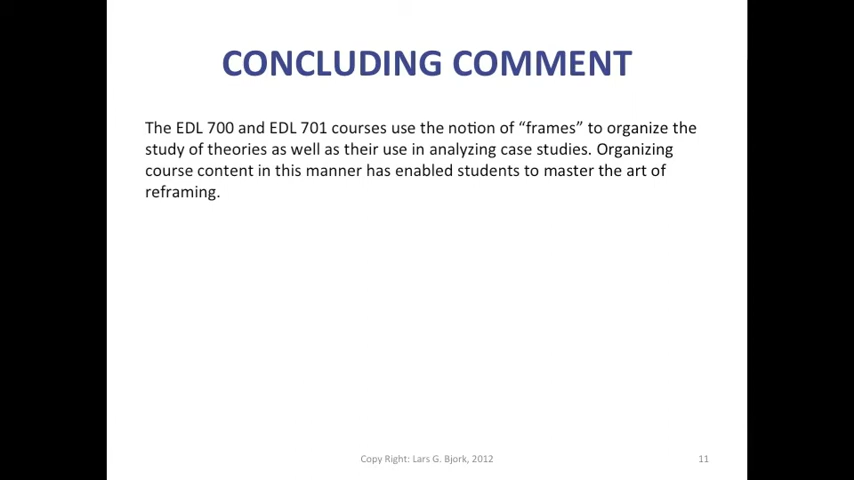 CONCLUDING COMMENT
The EDL 700 and EDL 701 courses use the notion of “frames” to organize the
study of theories as well as their use in analyzing case studies. Organizing
course content in this manner has enabled students to master the art of
reframing.
Copy Right: Lars G. Bjork, 2012
11